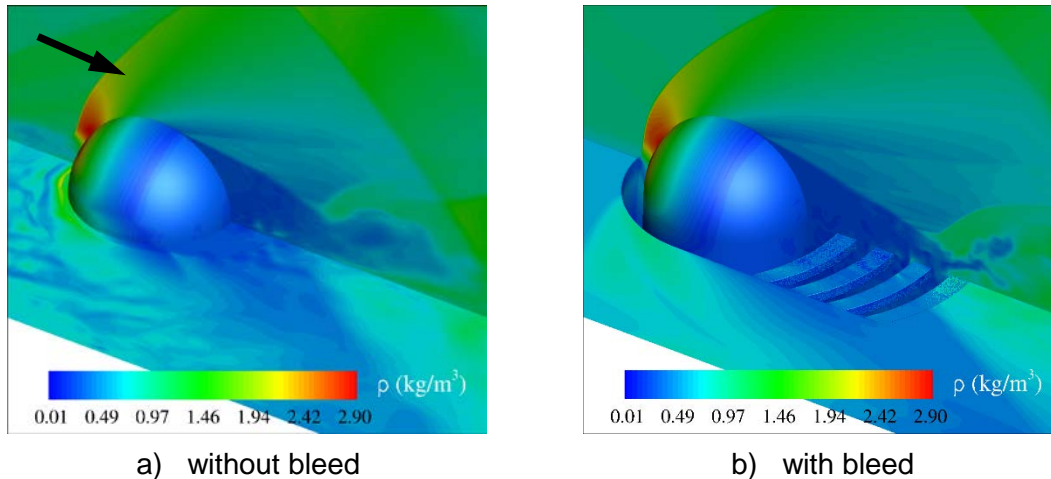 ρ (kg/m³)
0.01 0.49 0.97 1.46 1.94 2.42 2.90
ρ (kg/m³)
0.01 0.49 0.97 1.46 1.94 2.42 2.90
a) without bleed
b) with bleed